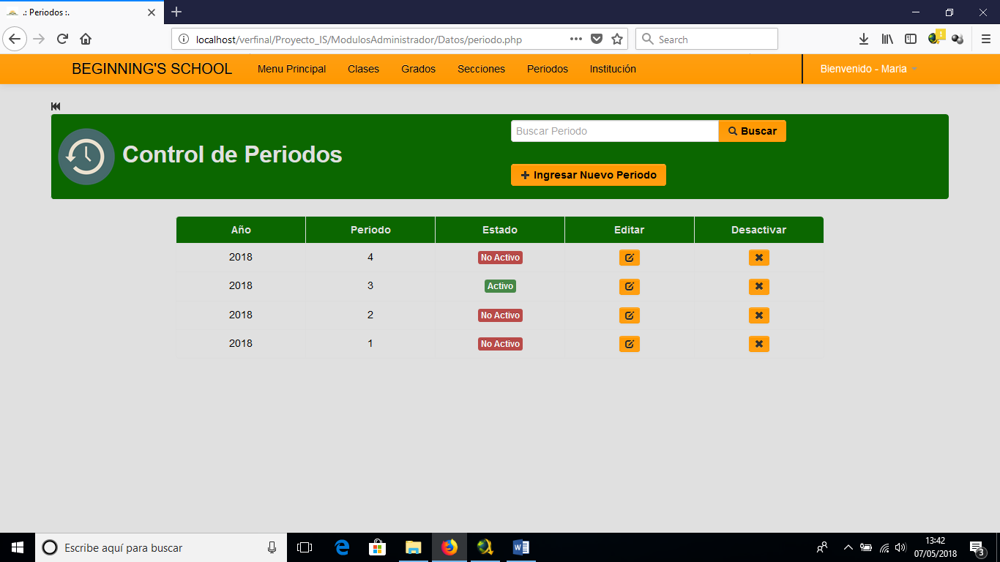 .: Periodos :.
localhost/verfinal/Proyecto_IS/ModulosAdministrador/Datos/periodo.php
Search
BEGINNING'S SCHOOL Menu Principal Clases Grados Secciones Periodos Institución Bienvenido - Maria
Control de Periodos
Buscar Periodo Buscar
Ingresar Nuevo Periodo
Año Periodo Estado Editar Desactivar
2018 4 No Activo
2018 3 Activo
2018 2 No Activo
2018 1 No Activo
Escribe aquí para buscar
13:42
07/05/2018
3